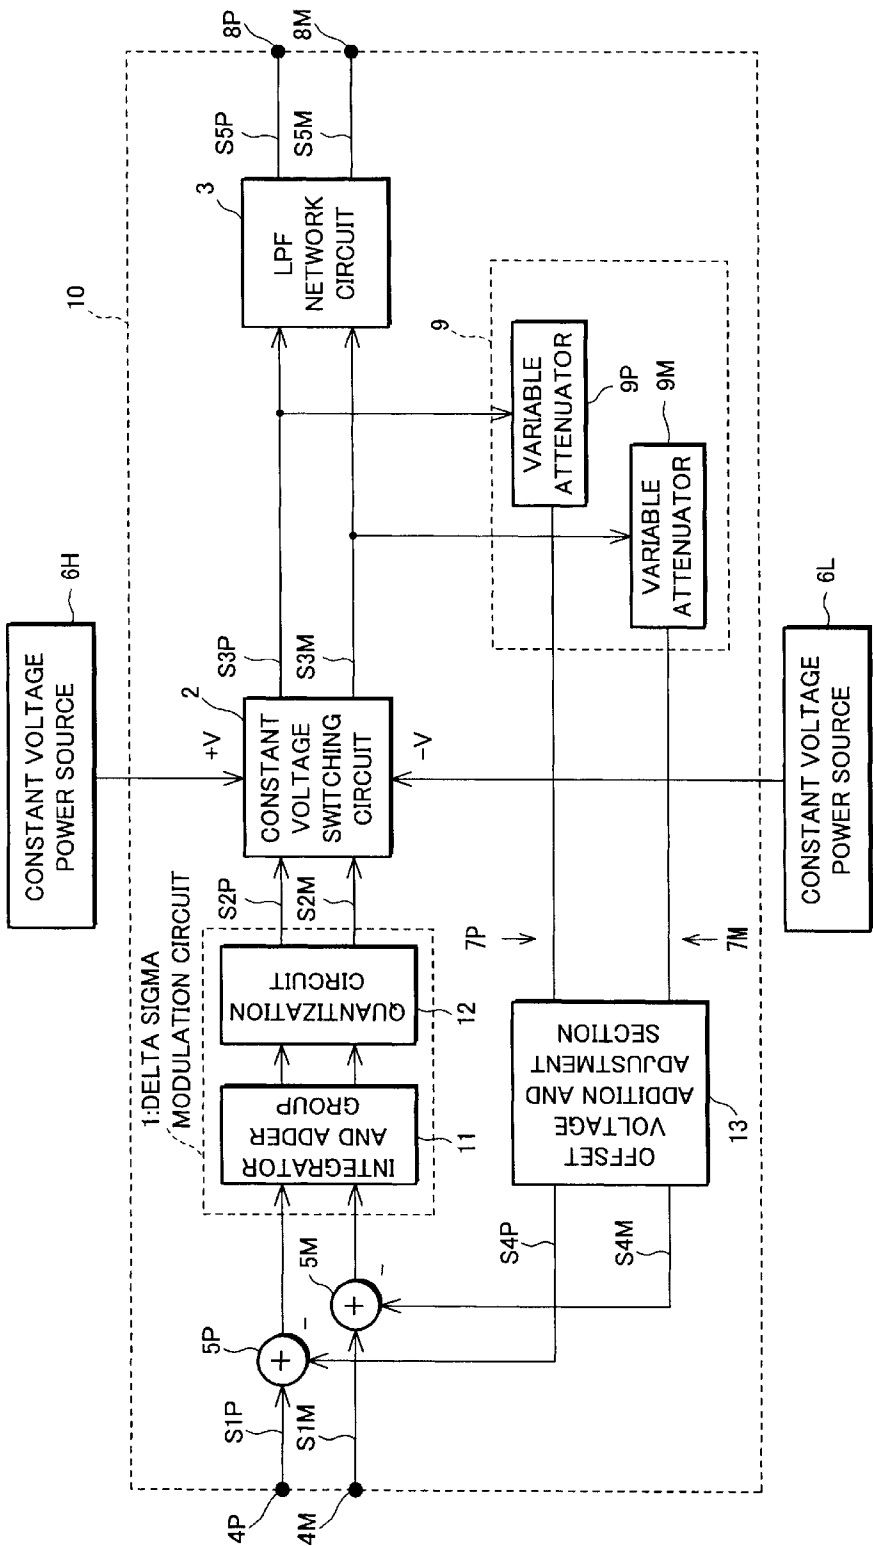 10
CONSTANT VOLTAGE
POWER SOURCE
6H
+V
1:DELTA SIGMA
MODULATION CIRCUIT
4P
4M
S1P
S1M
5P
5M
+
+
−
−
INTEGRATOR
AND ADDER
GROUP
11
QUANTIZATION
CIRCUIT
12
S2P
S2M
CONSTANT
VOLTAGE
SWITCHING
CIRCUIT
2
−V
S3P
S3M
LPF
NETWORK
CIRCUIT
3
S5P
S5M
8P
8M
9
VARIABLE
ATTENUATOR
9P
VARIABLE
ATTENUATOR
9M
7P
7M
OFFSET
VOLTAGE
ADDITION AND
ADJUSTMENT
SECTION
13
S4P
S4M
CONSTANT VOLTAGE
POWER SOURCE
6L